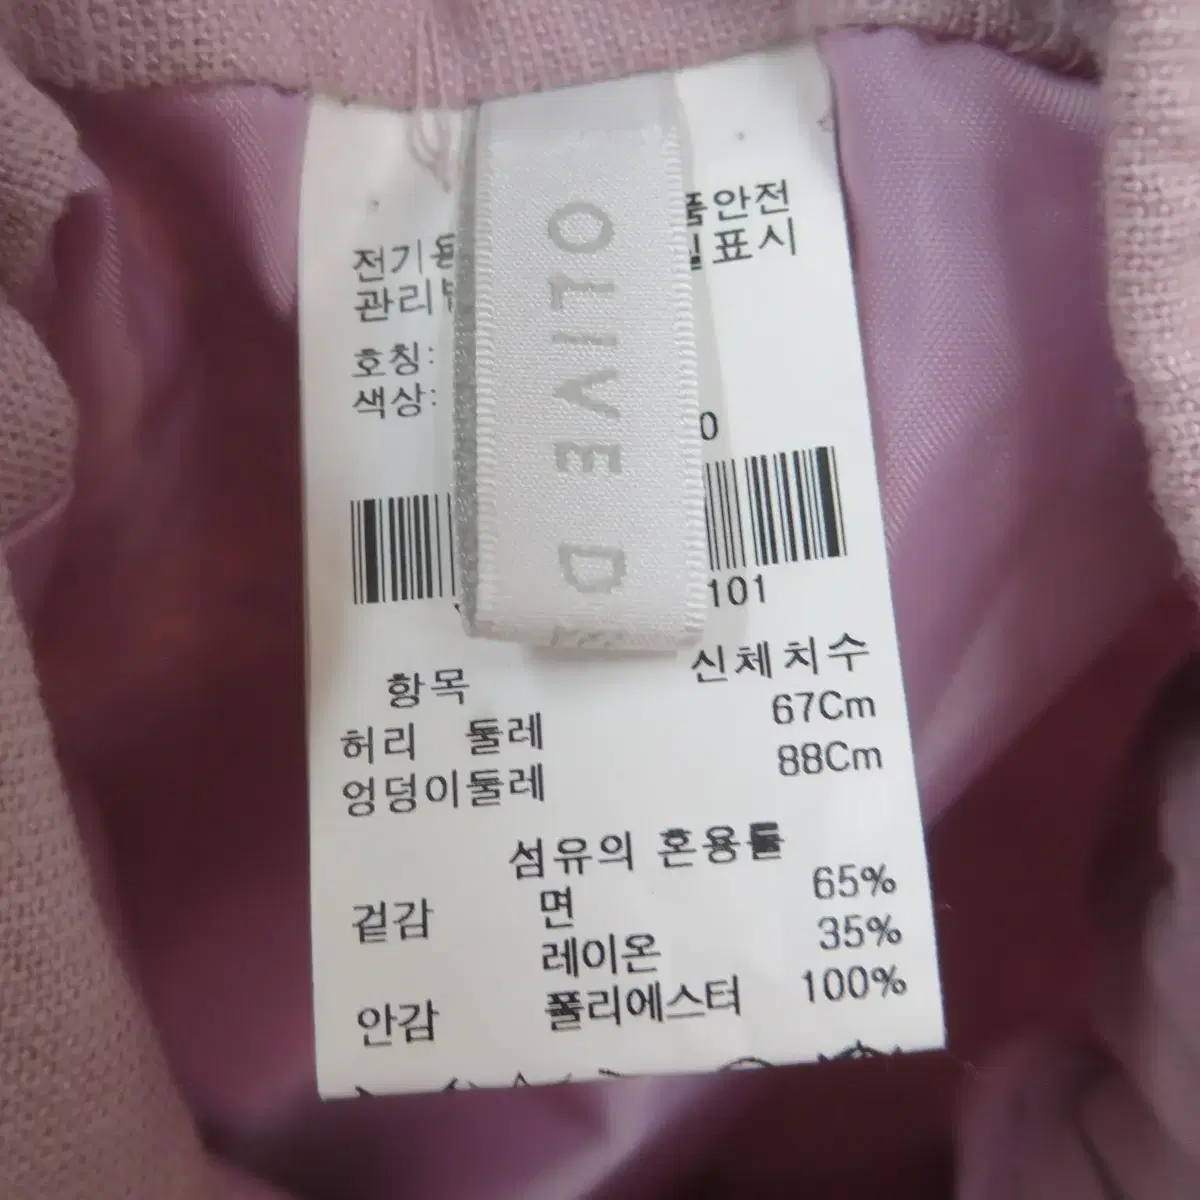 전기용 품안전
관리법 표시
호칭:
색상:
0
OLIVE D
101
항목 신체치수
허리 둘레 67Cm
엉덩이둘레 88Cm
섬유의 혼용률
겉감 면 65%
레이온 35%
안감 폴리에스터 100%